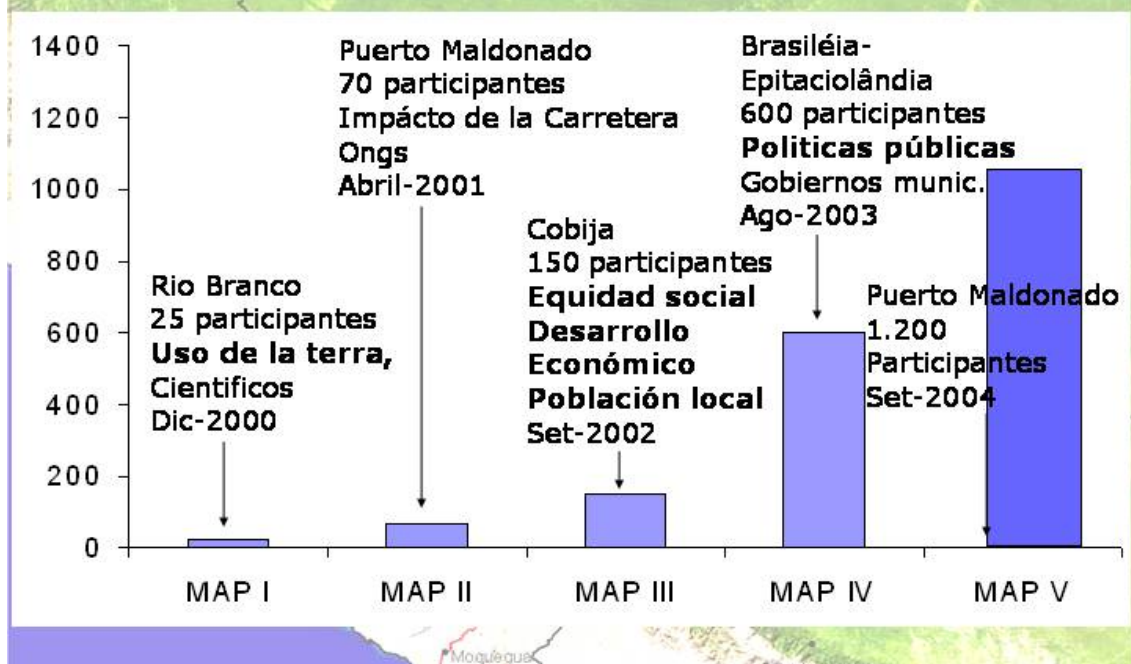 1400
1200
1000
800
600
400
200
0
Rio Branco
25 participantes
Uso de la terra,
Cientificos
Dic-2000
Puerto Maldonado
70 participantes
Impácto de la Carretera
Ongs
Abril-2001
Cobija
150 participantes
Equidad social
Desarrollo
Económico
Población local
Set-2002
Brasiléia-
Epitaciolândia
600 participantes
Politicas públicas
Gobiernos munic.
Ago-2003
Puerto Maldonado
1.200
Participantes
Set-2004
MAP I
MAP II
MAP III
MAP IV
MAP V
Moquegua